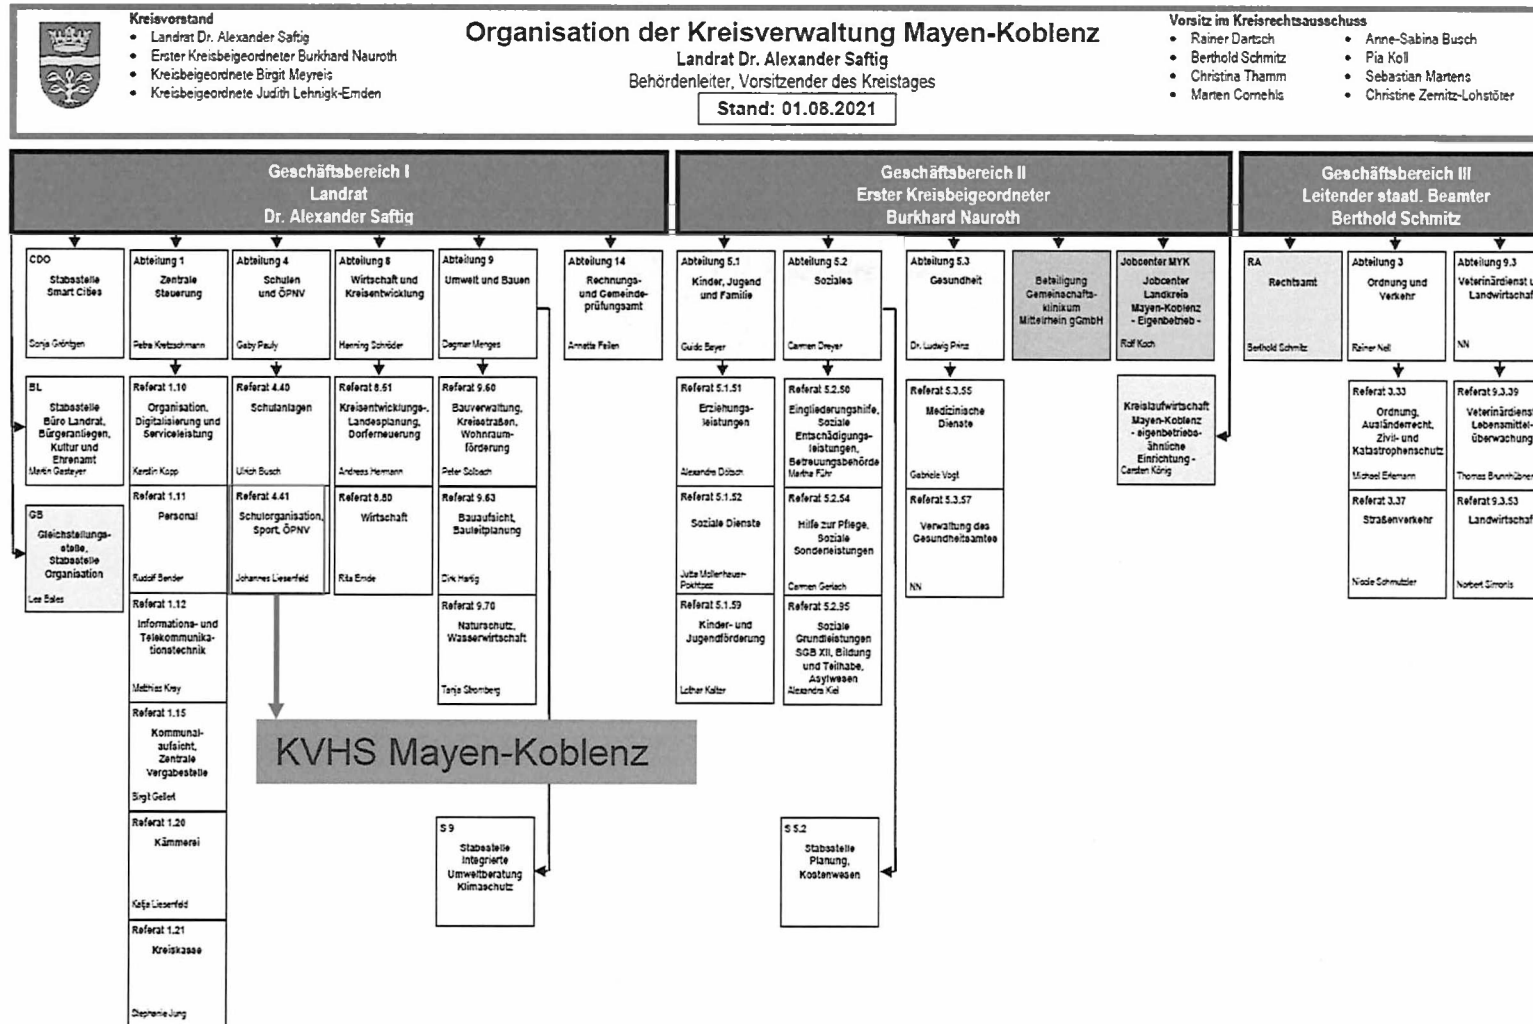 Kreisvorstand
• Landrat Dr. Alexander Saftig
• Erster Kreisbeigeordneter Burkhard Nauroth
• Kreisbeigeordnete Birgit Meyreis
• Kreisbeigeordnete Judith Lehnigk-Emden
Organisation der Kreisverwaltung Mayen-Koblenz
Landrat Dr. Alexander Saftig
Behördenleiter, Vorsitzender des Kreistages
Stand: 01.08.2021
Vorsitz im Kreisrechtsausschuss
• Rainer Dartsch
• Berthold Schmitz
• Christina Thamm
• Marten Cornehls
• Anne-Sabina Busch
• Pia Koll
• Sebastian Martens
• Christine Zernitz-Lohstöter
Geschäftsbereich I
Landrat
Dr. Alexander Saftig
CDO
Stabsstelle
Smart Cities
Sonja Gröntgen
BL
Stabsstelle
Büro Landrat,
Bürgeranliegen,
Kultur und
Ehrenamt
Martin Gasteyer
GB
Gleichstellungs-
stelle,
Stabsstelle
Organisation
Lea Bales
Abteilung 1
Zentrale
Steuerung
Petra Kretzschmann
Referat 1.10
Organisation,
Digitalisierung und
Serviceleistung
Kerstin Kopp
Referat 1.11
Personal
Rudolf Bender
Referat 1.12
Informations- und
Telekommunika-
tionstechnik
Matthias Kray
Referat 1.15
Kommunal-
aufsicht,
Zentrale
Vergabestelle
Birgit Gellert
Referat 1.20
Kämmerei
Katja Liesenfeld
Referat 1.21
Kreiskasse
Stephanie Jung
Abteilung 4
Schulen
und ÖPNV
Gaby Pauly
Referat 4.40
Schulanlagen
Ulrich Busch
Referat 4.41
Schulorganisation,
Sport, ÖPNV
Johannes Liesenfeld
KVHS Mayen-Koblenz
Abteilung 8
Wirtschaft und
Kreisentwicklung
Henning Schröder
Referat 8.61
Kreisentwicklungs-,
Landesplanung,
Dorferneuerung
Andreas Hermann
Referat 8.80
Wirtschaft
Rita Emde
Abteilung 9
Umwelt und Bauen
Dagmar Menges
Referat 9.60
Bauverwaltung,
Kreisstraßen,
Wohnraum-
förderung
Peter Solbach
Referat 9.63
Bauaufsicht,
Bauleitplanung
Dirk Hartig
Referat 9.70
Naturschutz,
Wasserwirtschaft
Tanja Stromberg
S 9
Stabsstelle
Integrierte
Umweltberatung
Klimaschutz
Abteilung 14
Rechnungs-
und Gemeinde-
prüfungsamt
Annette Feilen
Geschäftsbereich II
Erster Kreisbeigeordneter
Burkhard Nauroth
Abteilung 5.1
Kinder, Jugend
und Familie
Guido Beyer
Referat 5.1.51
Erziehungs-
leistungen
Alexandra
Referat 5.1.52
Soziale Dienste
Jutta Mollenhauer-
Referat 5.1.59
Kinder- und
Jugendförderung
Lothar Kalter
Abteilung 5.2
Soziales
Carmen Dreyer
Referat 5.2.50
Eingliederungshilfe,
Soziale
Entschädigungs-
leistungen,
Betreuungsbehörde
Martha Führ
Referat 5.2.54
Hilfe zur Pflege,
Soziale
Sonderleistungen
Carmen Gerlach
Referat 5.2.95
Soziale
Grundleistungen
SGB XII, Bildung
und Teilhabe,
Asylwesen
Alexandra Kiel
S 5.2
Stabsstelle
Planung,
Kostenwesen
Abteilung 5.3
Gesundheit
Dr. Ludwig Prinz
Referat 5.3.55
Medizinische
Dienste
Gabriele Vogt
Referat 5.3.57
Verwaltung des
Gesundheitsamtes
NN
Beteiligung
Gemeinschafts-
klinikum
Mittelrhein gGmbH
Jobcenter MYK
Jobcenter
Landkreis
Mayen-Koblenz
- Eigenbetrieb -
Rolf Koch
Kreislaufwirtschaft
Mayen-Koblenz
- eigenbetriebs-
ähnliche
Einrichtung -
Carsten König
Geschäftsbereich III
Leitender staatl. Beamter
Berthold Schmitz
RA
Rechtsamt
Berthold Schmitz
Abteilung 3
Ordnung und
Verkehr
Rainer Nell
Referat 3.33
Ordnung,
Ausländerrecht,
Zivil- und
Katastrophenschutz
Michael Erlemann
Referat 3.37
Straßenverkehr
Nicole Schmutzler
Abteilung 9.3
Veterinärdienst u
Landwirtschaft
NN
Referat 9.3.39
Veterinärdienst
Lebensmittel-
überwachung
Thomas Brunnhübner
Referat 9.3.53
Landwirtschaf
Norbert Simonis